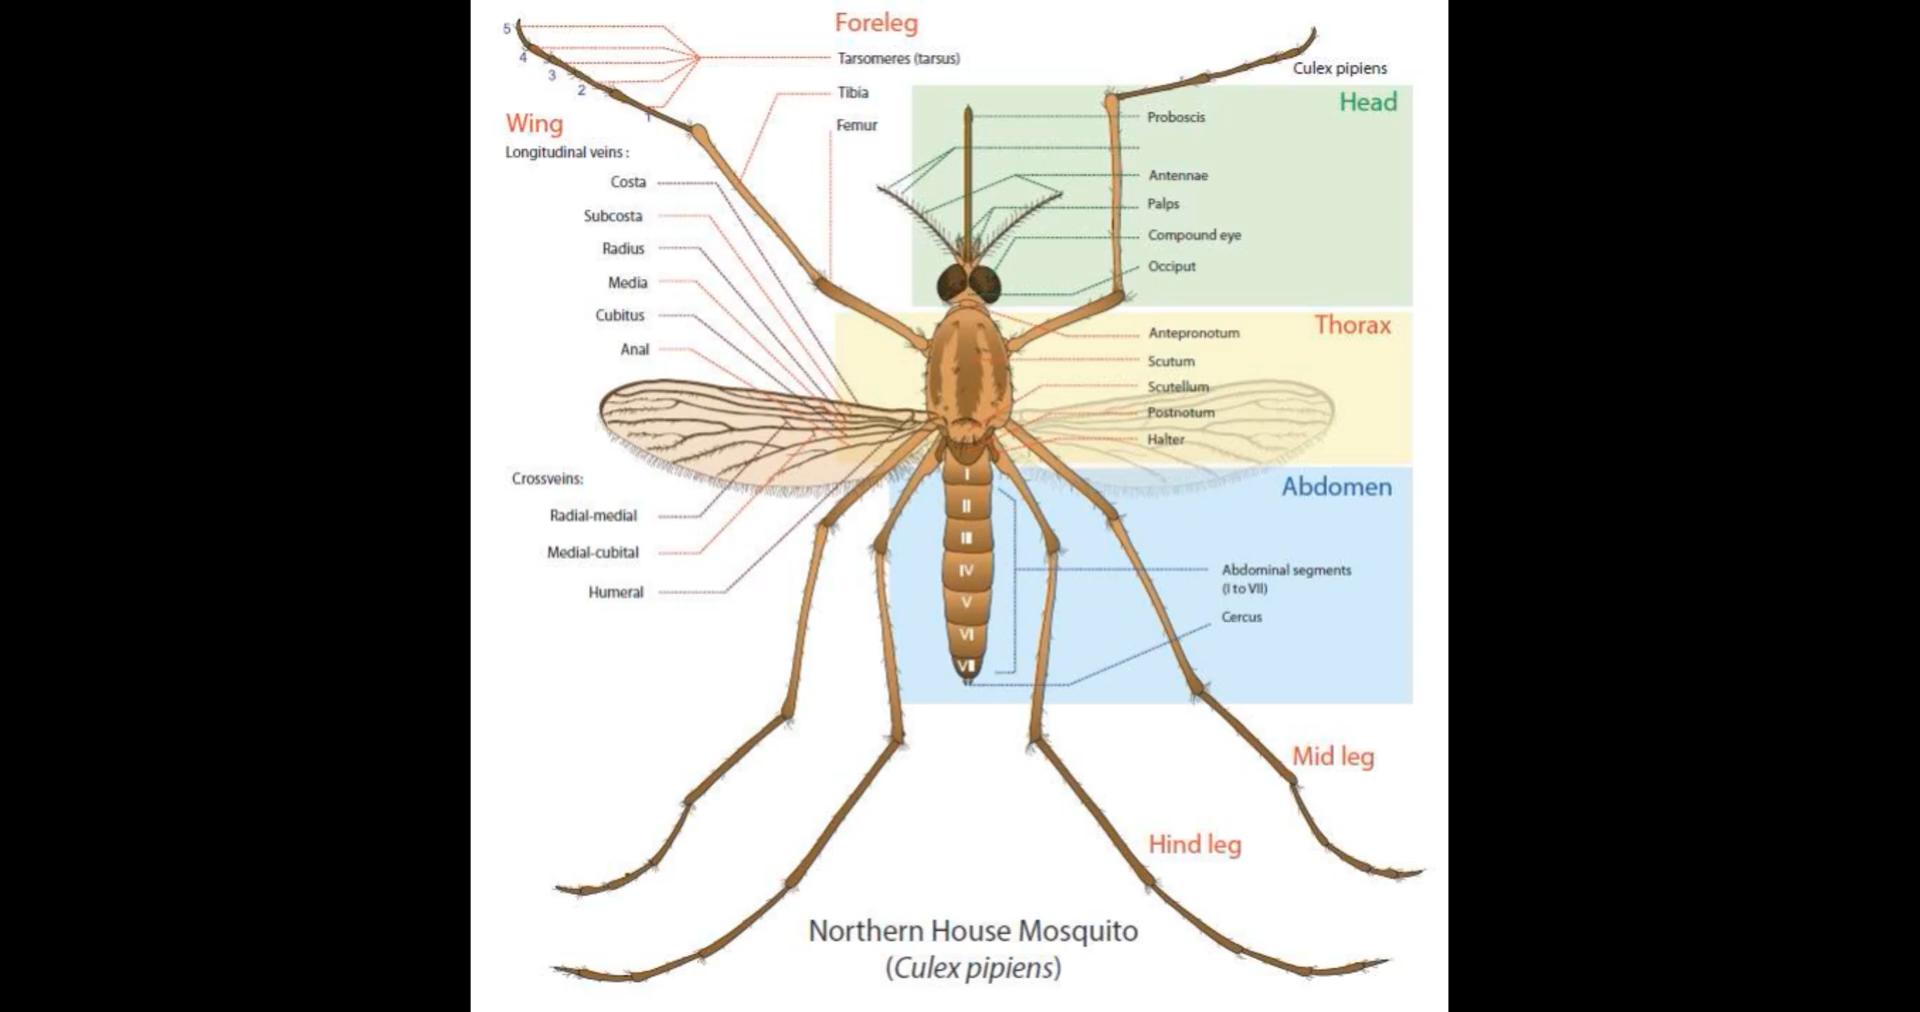 Foreleg
5
4
3
2
1
Tarsomeres (tarsus)
Tibia
Femur
Culex pipiens
Wing
Longitudinal veins :
Costa
Subcosta
Radius
Media
Cubitus
Anal
Crossveins:
Radial-medial
Medial-cubital
Humeral
Head
Proboscis
Antennae
Palps
Compound eye
Occiput
Thorax
Antepronotum
Scutum
Scutellum
Postnotum
Halter
Abdomen
I
II
III
IV
V
VI
VII
Abdominal segments
(I to VII)
Cercus
Mid leg
Hind leg
Northern House Mosquito
(Culex pipiens)